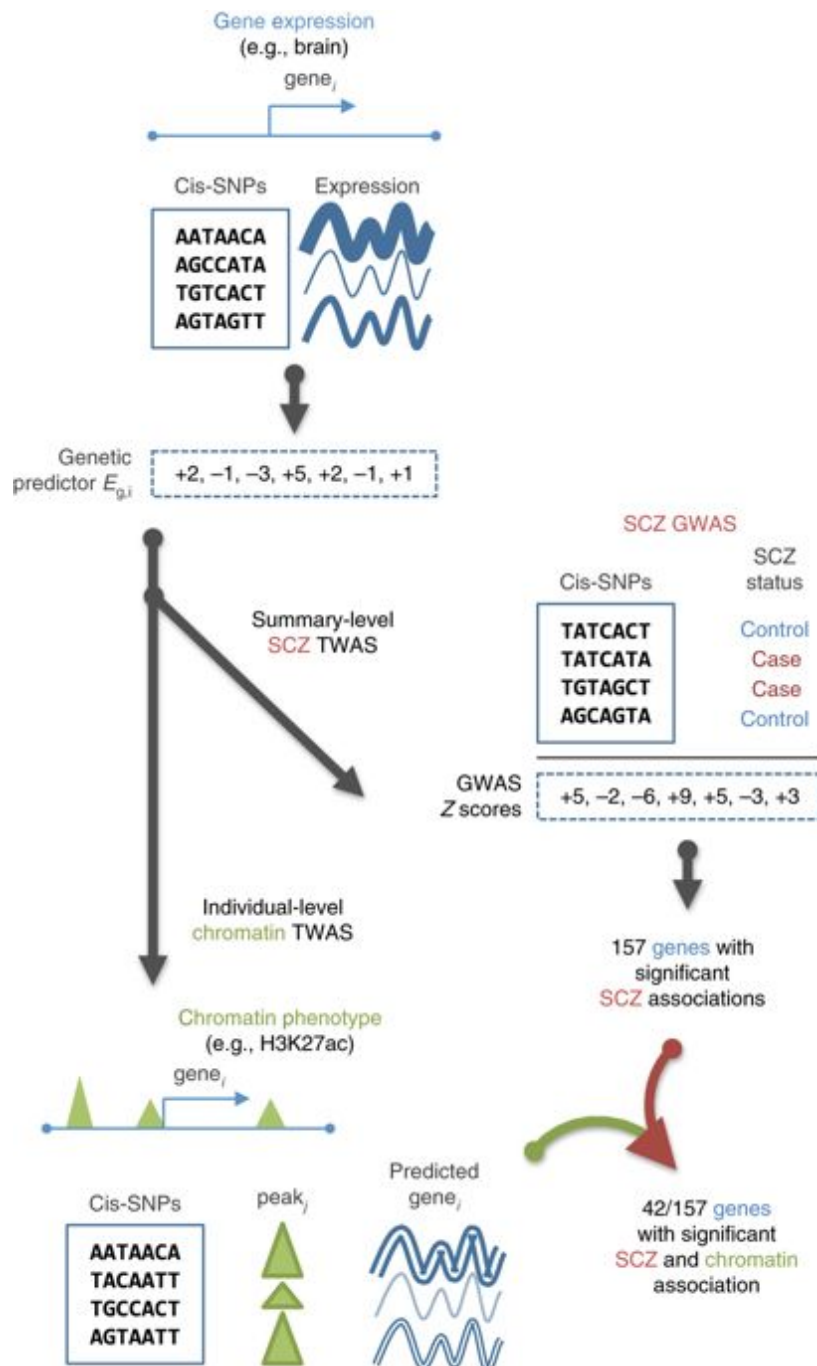 Gene expression
(e.g., brain)
gene_i
Cis-SNPs Expression
AATAACA
AGCCATA
TGTCACT
AGTAGTT
Genetic
predictor E_g,i
+2, −1, −3, +5, +2, −1, +1
SCZ GWAS
Cis-SNPs
SCZ
status
TATCACT Control
TATCATA Case
TGTAGCT Case
AGCAGTA Control
GWAS
Z scores
+5, −2, −6, +9, +5, −3, +3
Summary-level
SCZ TWAS
Individual-level
chromatin TWAS
157 genes with
significant
SCZ associations
Chromatin phenotype
(e.g., H3K27ac)
gene_i
Cis-SNPs
peak_j
Predicted
gene_i
AATAACA
TACAATT
TGCCACT
AGTAATT
42/157 genes
with significant
SCZ and chromatin
association